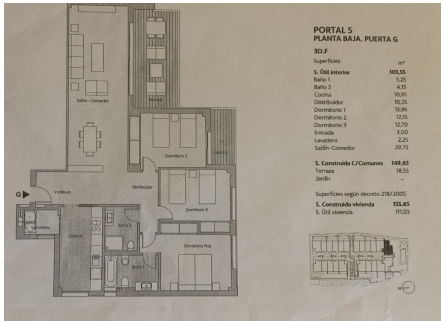 PORTAL 5
PLANTA BAJA, PUERTA G
3D.F
Superficies m²
S. Útil interior 103,55
Baño 1 5,25
Baño 2 4,15
Cocina 10,10
Distribuidor 10,25
Dormitorio 1 13,95
Dormitorio 2 12,15
Dormitorio 3 12,70
Entrada 3,00
Lavadero 2,25
Salón-Comedor 29,75
S. Construida C/Comunes 149,63
Terraza 18,55
Jardín -
Superficies según decreto 218/2005
S. Construida vivienda 155,65
S. Útil vivienda 111,03
Salón - Comedor
Dormitorio
Distribuidor
Vestíbulo
Dormitorio
G
Lavadero
Cocina
Baño 2
Dormitorio Ppal.
Baño 1
N